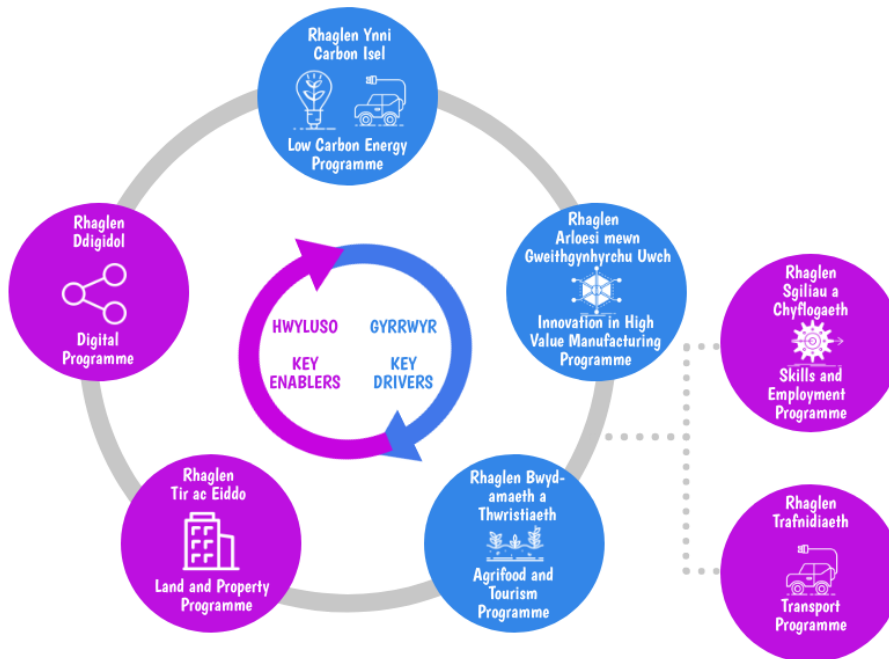 Rhaglen Ynni
Carbon Isel
Low Carbon Energy
Programme
Rhaglen
Ddigidol
Digital
Programme
Rhaglen
Arloesi mewn
Gweithgynhyrchu Uwch
Innovation in High
Value Manufacturing
Programme
HWYLUSO
KEY
ENABLERS
GYRRWYR
KEY
DRIVERS
Rhaglen
Sgiliau a
Chyflogaeth
Skills and
Employment
Programme
Rhaglen
Tir ac Eiddo
Land and Property
Programme
Rhaglen Bwyd-
amaeth a
Thwristiaeth
Agrifood and
Tourism
Programme
Rhaglen
Trafnidiaeth
Transport
Programme